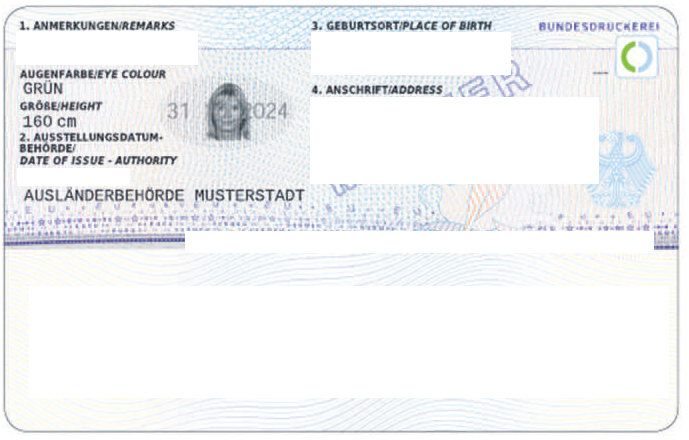 1. ANMERKUNGEN/REMARKS
AUGENFARBE/EYE COLOUR
GRÜN
GRÖßE/HEIGHT
160 cm
2. AUSSTELLUNGSDATUM-
BEHÖRDE/
DATE OF ISSUE - AUTHORITY
AUSLÄNDERBEHÖRDE MUSTERSTADT
31 2024
3. GEBURTSORT/PLACE OF BIRTH
BUNDESDRUCKEREI
4. ANSCHRIFT/ADDRESS